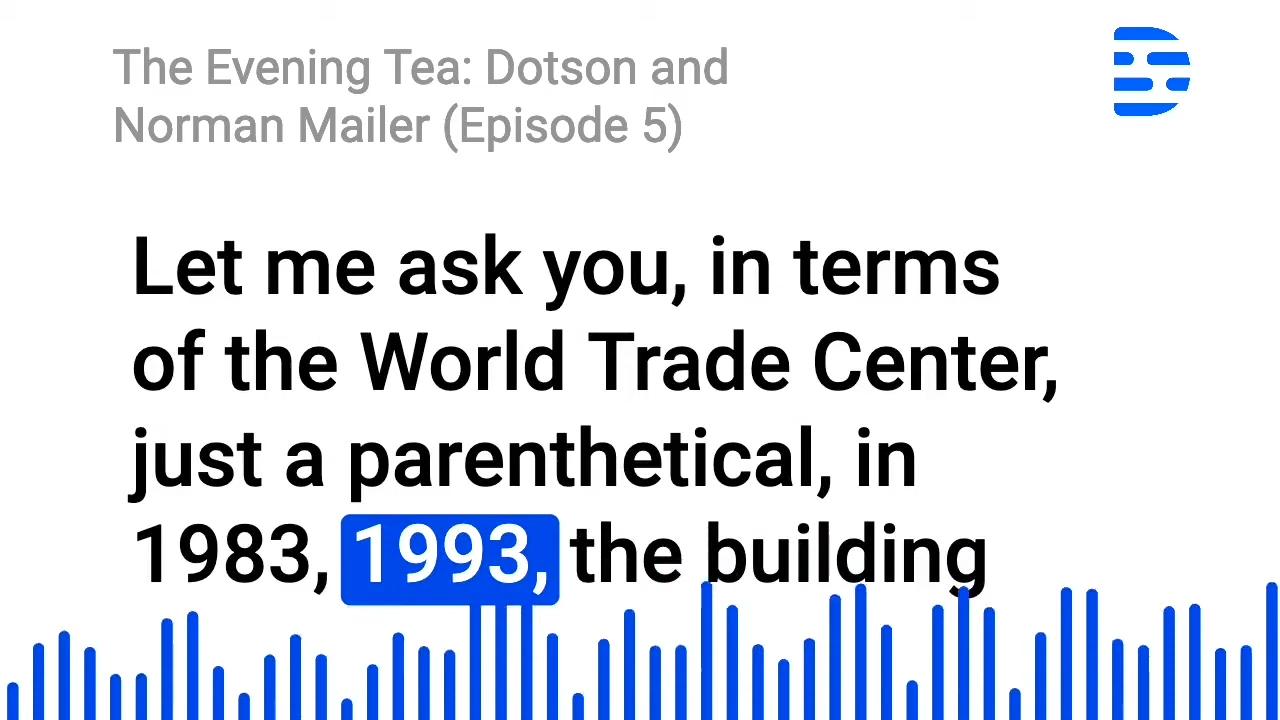 The Evening Tea: Dotson and
Norman Mailer (Episode 5)
Let me ask you, in terms
of the World Trade Center,
just a parenthetical, in
1983, 1993, the building